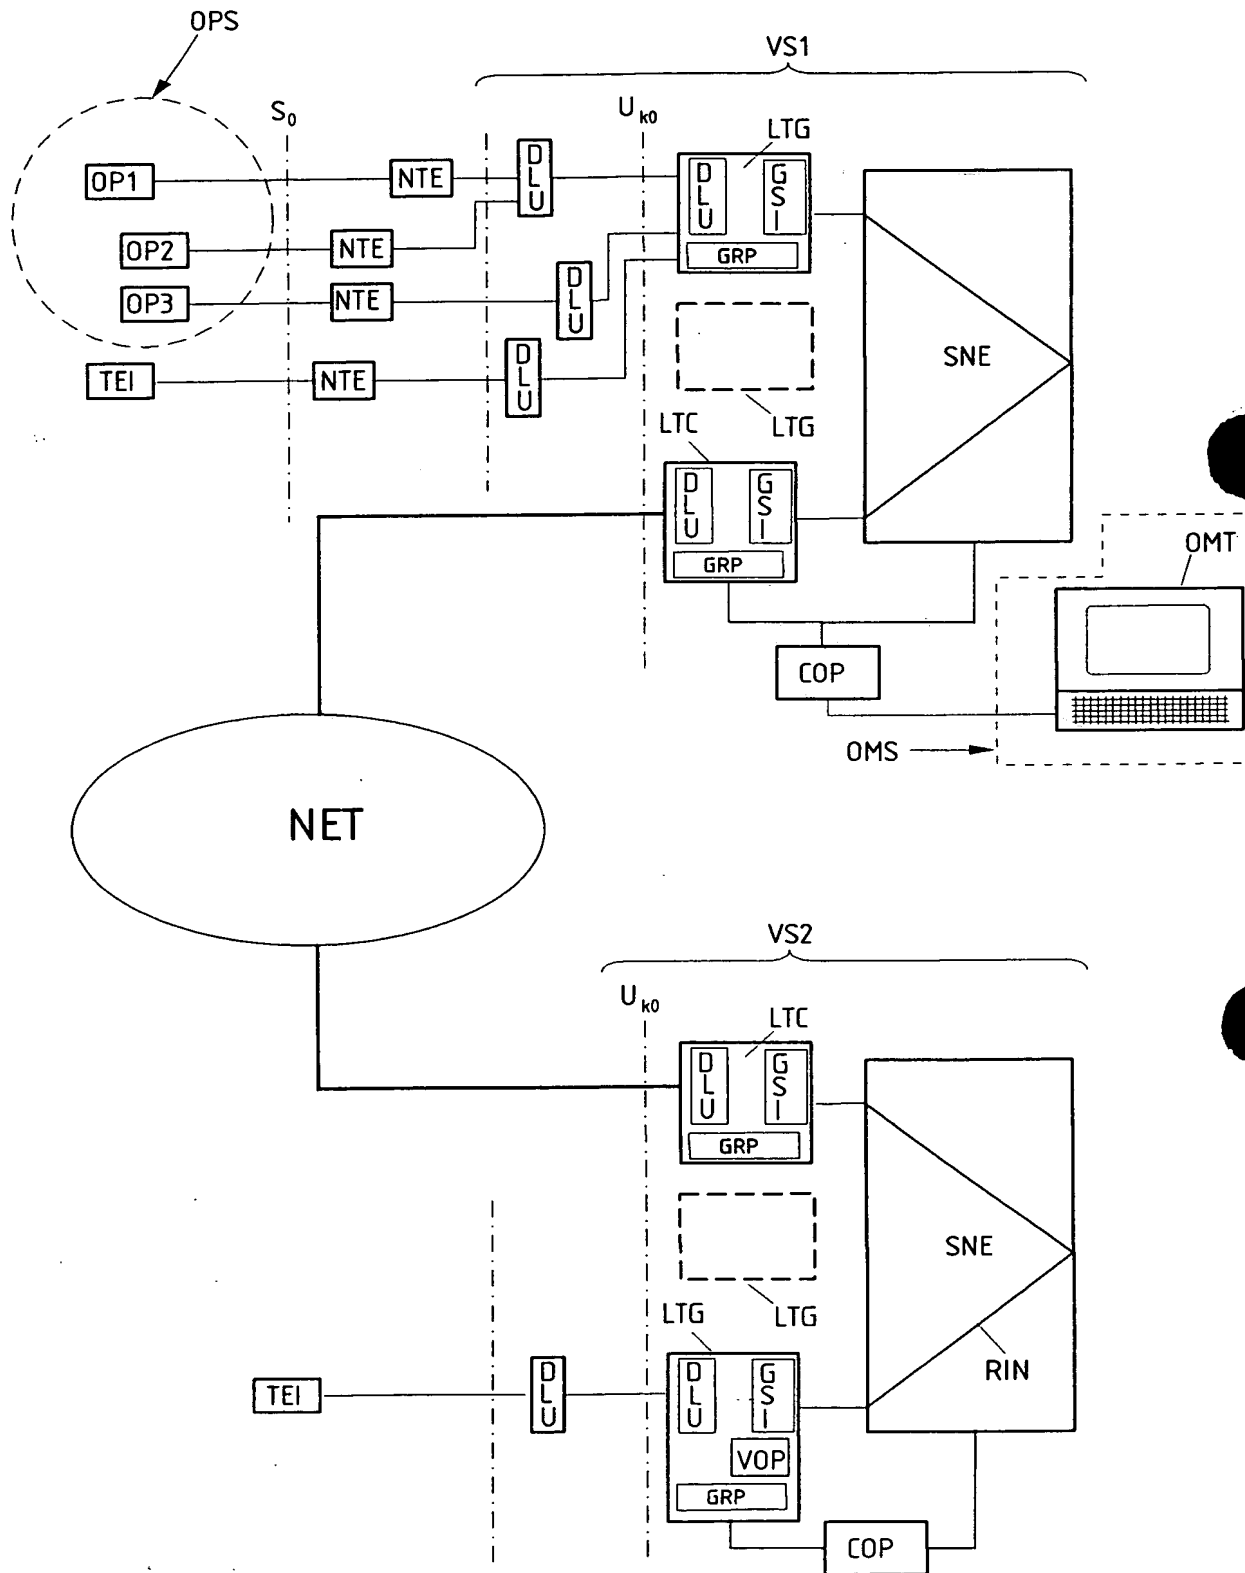 OPS
VS1
S0
Uk0
LTG
OP1
NTE
DLU
DLU
GSI
GRP
OP2
NTE
OP3
NTE
DLU
SNE
TEI
NTE
DLU
LTG
LTC
DLU
GSI
GRP
OMT
COP
OMS
NET
VS2
Uk0
LTC
DLU
GSI
GRP
SNE
LTG
LTG
RIN
TEI
DLU
DLU
GSI
VOP
GRP
COP